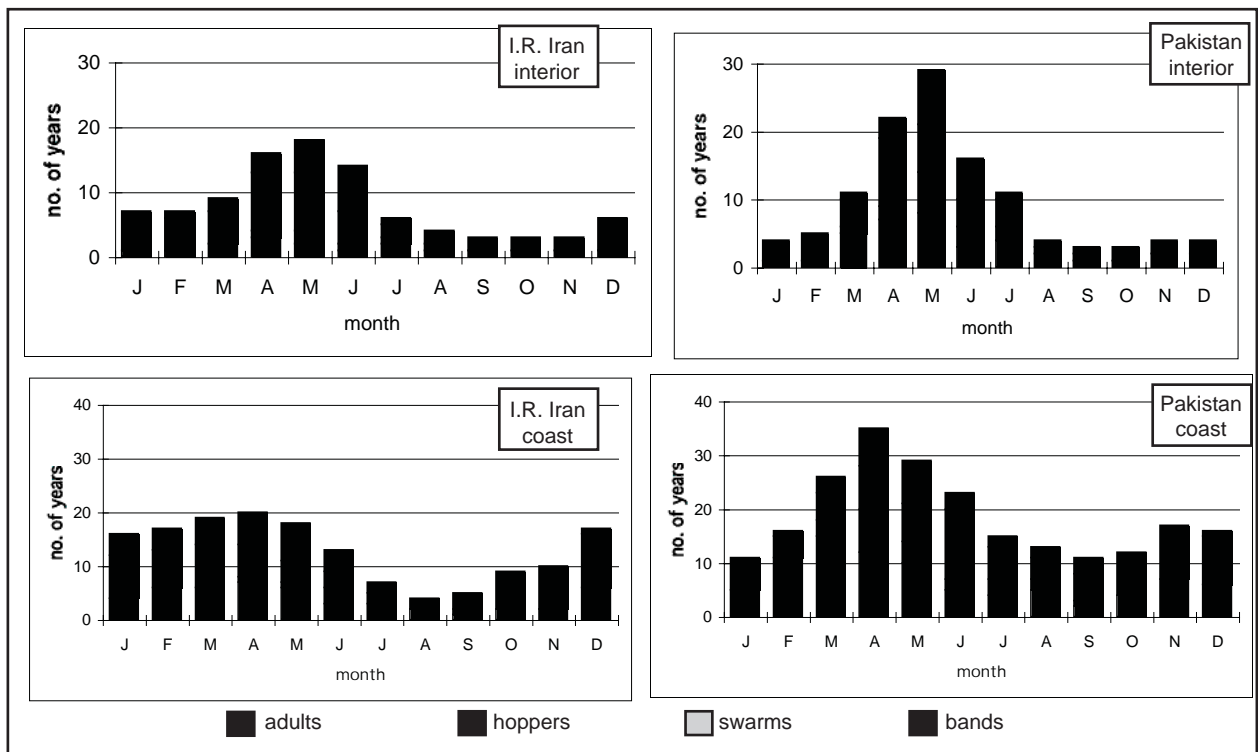 I.R. Iran
interior
30
20
10
0
no. of years
J F M A M J J A S O N D
month
Pakistan
interior
30
20
10
0
no. of years
J F M A M J J A S O N D
month
I.R. Iran
coast
40
30
20
10
0
no. of years
J F M A M J J A S O N D
month
Pakistan
coast
40
30
20
10
0
no. of years
J F M A M J J A S O N D
month
adults hoppers swarms bands